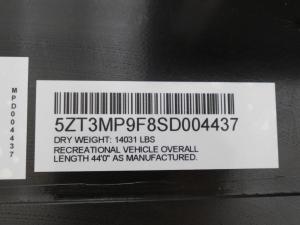 MPD004437
5ZT3MP9F8SD004437
DRY WEIGHT: 14031 LBS
RECREATIONAL VEHICLE OVERALL
LENGTH 44'0" AS MANUFACTURED.